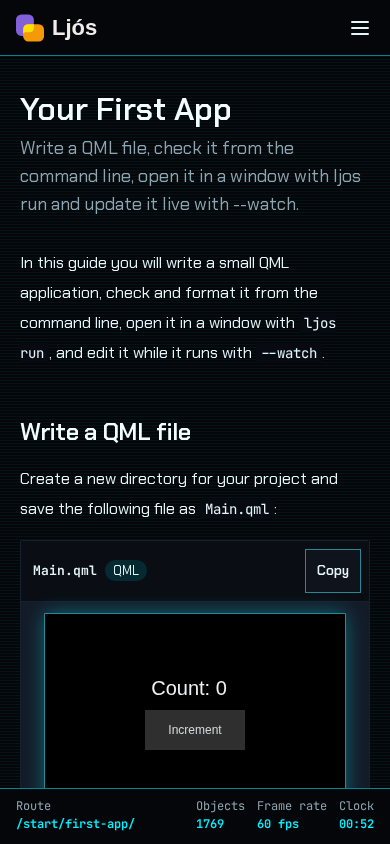 Ljós
Your First App
Write a QML file, check it from the
command line, open it in a window with ljos
run and update it live with --watch.
In this guide you will write a small QML
application, check and format it from the
command line, open it in a window with ljos
run, and edit it while it runs with --watch.
Write a QML file
Create a new directory for your project and
save the following file as Main.qml:
Main.qml QML Copy
Count: 0
Increment
Route Objects Frame rate Clock
/start/first-app/ 1769 60 fps 00:52